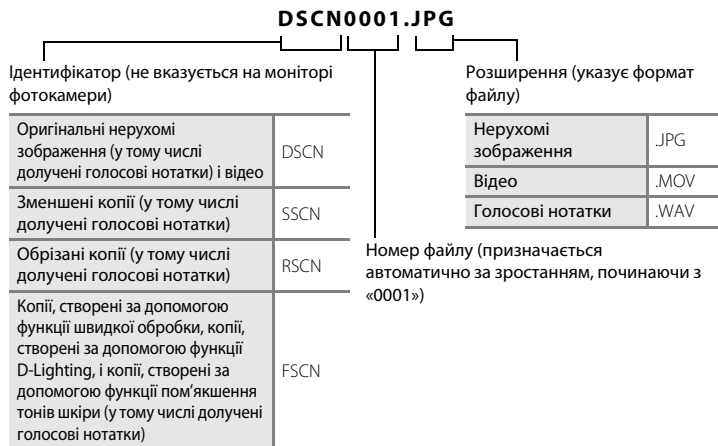 DSCN0001.JPG
Ідентифікатор (не вказується на моніторі
фотокамери)
Оригінальні нерухомі
зображення (у тому числі
долучені голосові нотатки) і відео
DSCN
Зменшені копії (у тому числі
долучені голосові нотатки)
SSCN
Обрізані копії (у тому числі
долучені голосові нотатки)
RSCN
Копії, створені за допомогою
функції швидкої обробки, копії,
створені за допомогою функції
D-Lighting, і копії, створені за
допомогою функції пом’якшення
тонів шкіри (у тому числі долучені
голосові нотатки)
FSCN
Розширення (указує формат
файлу)
Нерухомі
зображення
.JPG
Відео
.MOV
Голосові нотатки
.WAV
Номер файлу (призначається
автоматично за зростанням, починаючи з
«0001»)